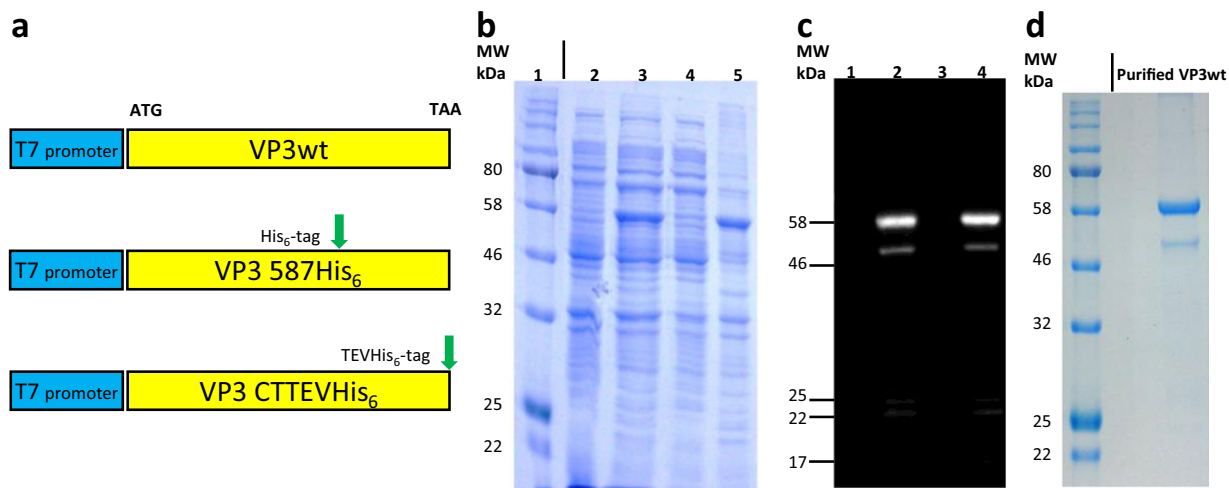 a
ATG TAA
T7 promoter VP3wt
His6-tag
T7 promoter VP3 587His6
TEVHis6-tag
T7 promoter VP3 CTTEVHis6
b
MW
kDa 1 2 3 4 5
80
58
46
32
25
22
c
MW
kDa 1 2 3 4
58
46
25
22
17
d
MW
kDa Purified VP3wt
80
58
46
32
25
22